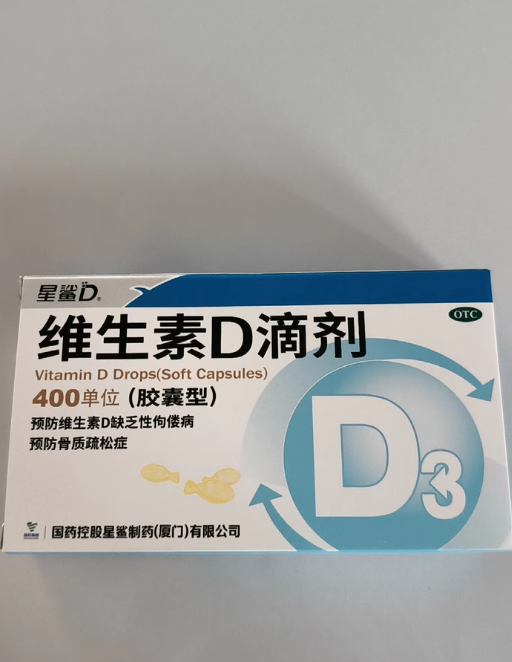 星鲨D®
OTC
维生素D滴剂
Vitamin D Drops(Soft Capsules)
400单位(胶囊型)
预防维生素D缺乏性佝偻病
预防骨质疏松症
D3
国药控股星鲨制药(厦门)有限公司